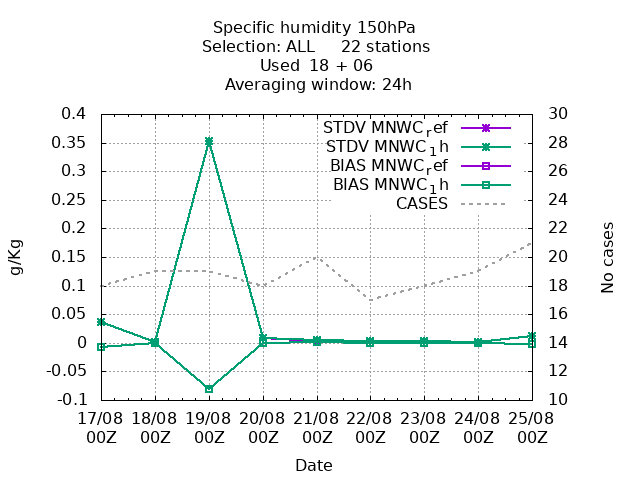 Specific humidity 150hPa
Selection: ALL 22 stations
Used 18 + 06
Averaging window: 24h
0.4
0.35
0.3
0.25
0.2
0.15
0.1
0.05
0
-0.05
-0.1
g/Kg
30
28
26
24
22
20
18
16
14
12
10
No cases
STDV MNWC_ref
STDV MNWC_1h
BIAS MNWC_ref
BIAS MNWC_1h
CASES
17/08 18/08 19/08 20/08 21/08 22/08 23/08 24/08 25/08
00Z 00Z 00Z 00Z 00Z 00Z 00Z 00Z 00Z
Date